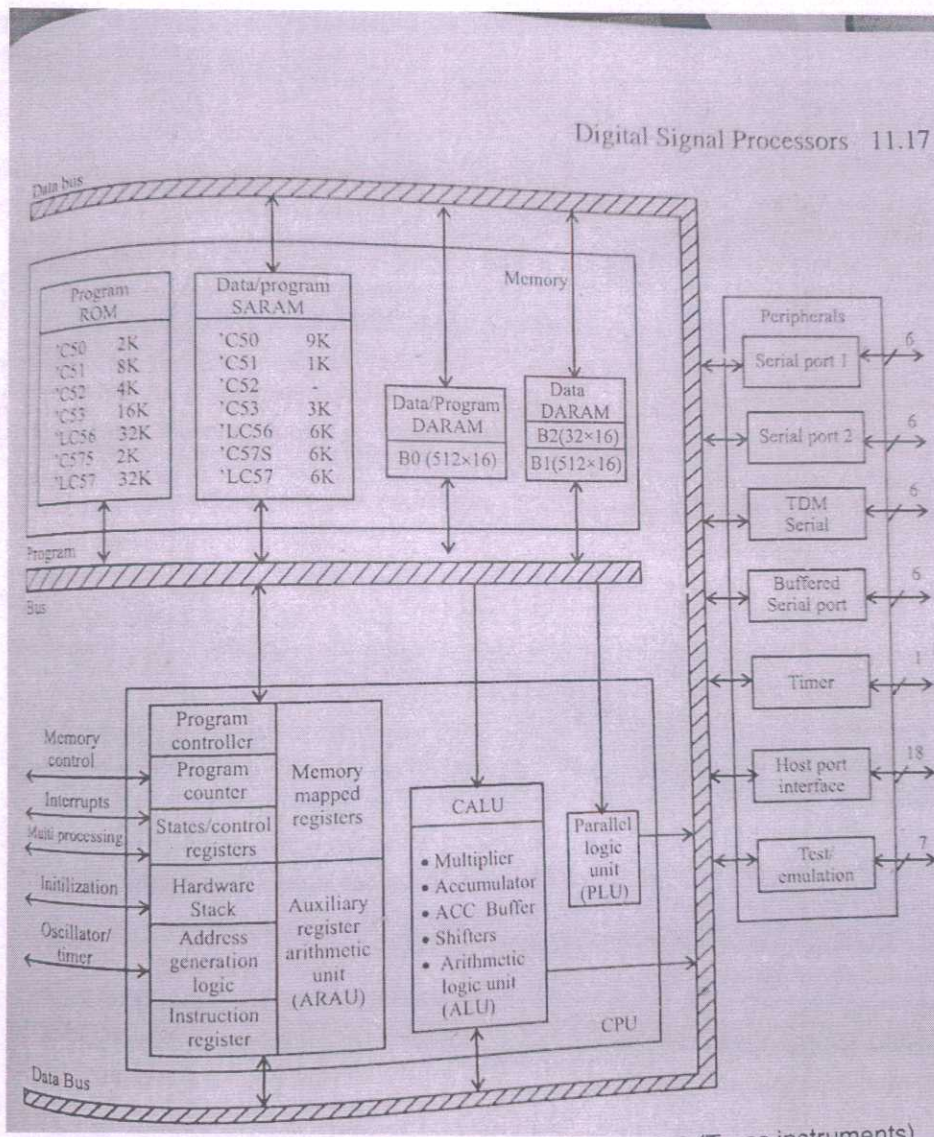 Digital Signal Processors 11.17
Data bus
Memory
Program
ROM
'C50 2K
'C51 8K
'C52 4K
'C53 16K
'LC56 32K
'C575 2K
'LC57 32K
Data/program
SARAM
'C50 9K
'C51 1K
'C52 -
'C53 3K
'LC56 6K
'C57S 6K
'LC57 6K
Data/Program
DARAM
B0 (512×16)
Data
DARAM
B2(32×16)
B1(512×16)
Program
Bus
Peripherals
Serial port 1
6
Serial port 2
6
TDM
Serial
6
Buffered
Serial port
6
Timer
1
Host port
interface
18
Test/
emulation
7
Memory
control
Interrupts
Multi processing
Initilization
Oscillator/
timer
Program
controller
Program
counter
States/control
registers
Hardware
Stack
Address
generation
logic
Instruction
register
Memory
mapped
registers
Auxiliary
register
arithmetic
unit
(ARAU)
CALU
• Multiplier
• Accumulator
• ACC Buffer
• Shifters
• Arithmetic
logic unit
(ALU)
Parallel
logic
unit
(PLU)
CPU
Data Bus
instruments)